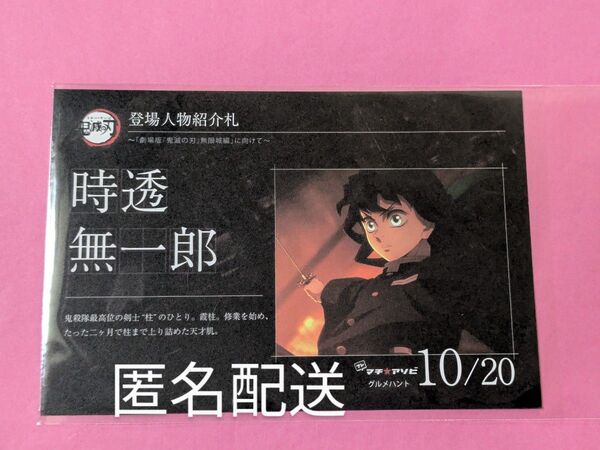 鬼滅の刃
登場人物紹介札
～「劇場版「鬼滅の刃」無限城編」に向けて～
時透
無一郎
鬼殺隊最高位の剣士“柱”のひとり。霞柱。修業を始め、
たった二ヶ月で柱まで上り詰めた天才肌。
マチ★アソビ
グルメハント
10/20
匿名配送